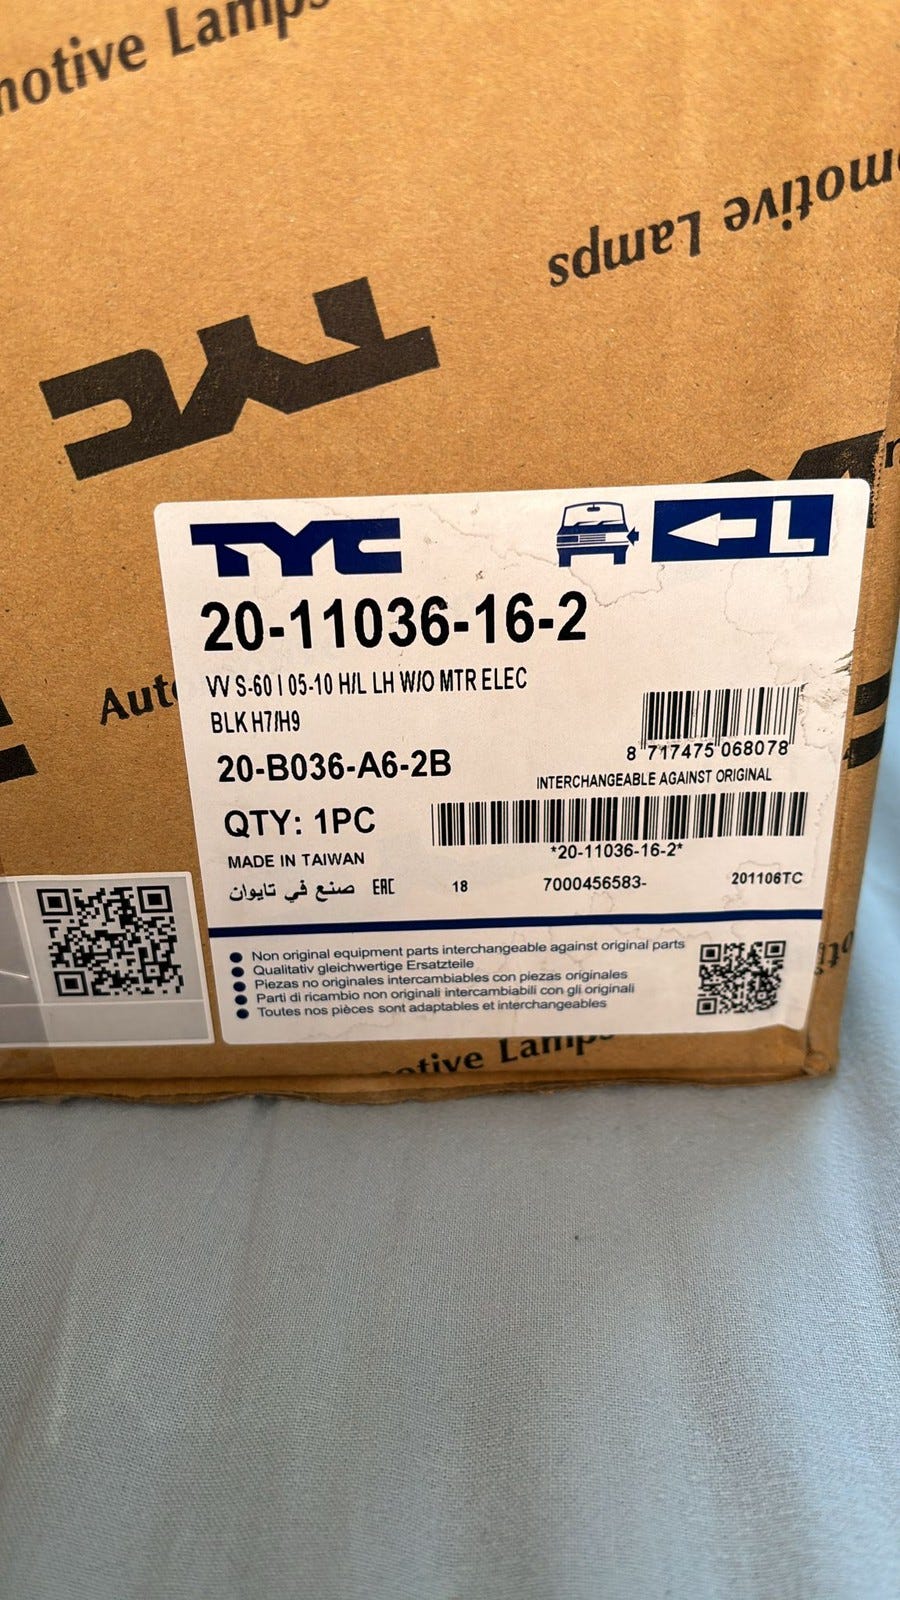 motive Lamps
omotive Lamps
TYC
TYC
L
20-11036-16-2
VV S-60 I 05-10 H/L LH W/O MTR ELEC
BLK H7/H9
Auto
20-B036-A6-2B
8 717475 068078
INTERCHANGEABLE AGAINST ORIGINAL
QTY: 1PC
*20-11036-16-2*
MADE IN TAIWAN
صنع في تايوان EAC 18 7000456583- 201106TC
Non original equipment parts interchangeable against original parts
Qualitativ gleichwertige Ersatzteile
Piezas no originales intercambiables con piezas originales
Parti di ricambio non originali intercambiabili con gli originali
Toutes nos pièces sont adaptables et interchangeables
otive Lamps